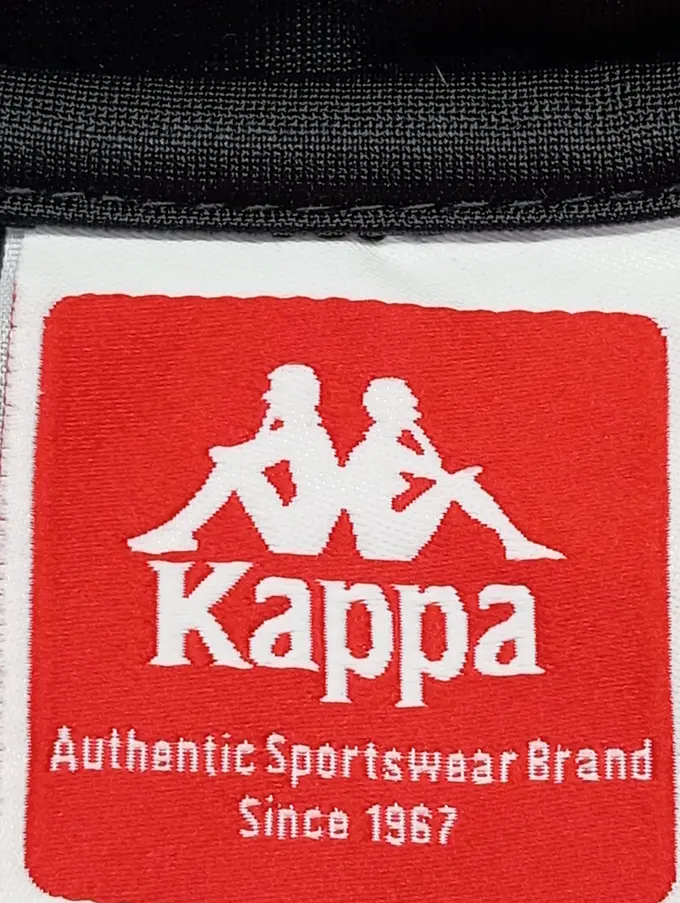 Kappa
Authentic Sportswear Brand
Since 1967